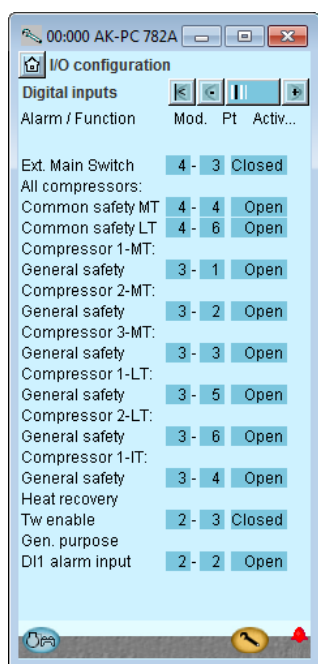 00:000 AK-PC 782A
I/O configuration
Digital inputs
Alarm / Function Mod. Pt Activ...
Ext. Main Switch 4 - 3 Closed
All compressors:
Common safety MT 4 - 4 Open
Common safety LT 4 - 6 Open
Compressor 1-MT:
General safety 3 - 1 Open
Compressor 2-MT:
General safety 3 - 2 Open
Compressor 3-MT:
General safety 3 - 3 Open
Compressor 1-LT:
General safety 3 - 5 Open
Compressor 2-LT:
General safety 3 - 6 Open
Compressor 1-IT:
General safety 3 - 4 Open
Heat recovery
Tw enable 2 - 3 Closed
Gen. purpose
DI1 alarm input 2 - 2 Open